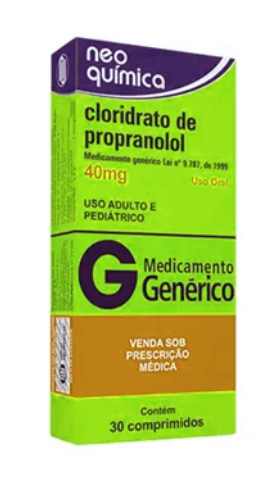 neo
química
cloridrato de
propranolol
Medicamento genérico Lei nº 9.787, de 1999
40mg
Uso Oral
USO ADULTO E
PEDIÁTRICO
G Medicamento
Genérico
VENDA SOB
PRESCRIÇÃO
MÉDICA
Contém
30 comprimidos